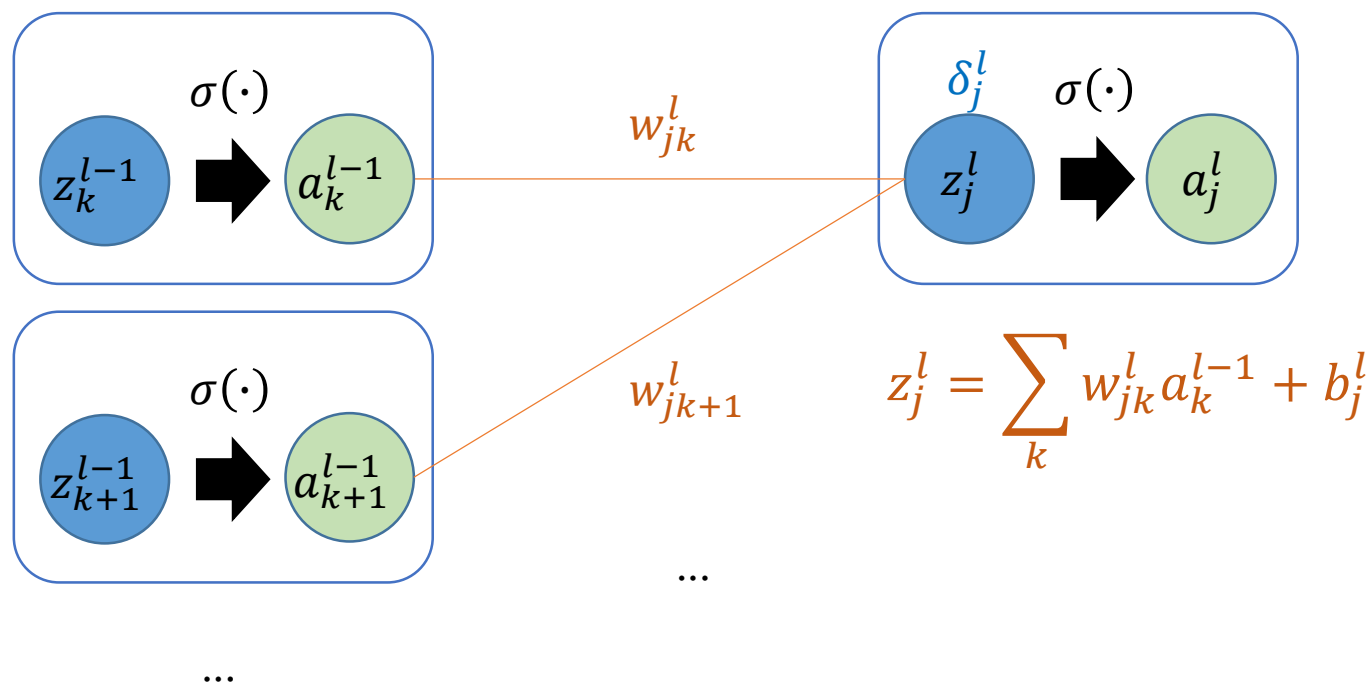 σ(·)
z_k^{l−1} a_k^{l−1}
w_{jk}^l
δ_j^l σ(·)
z_j^l a_j^l
σ(·)
z_{k+1}^{l−1} a_{k+1}^{l−1}
w_{jk+1}^l
z_j^l = ∑_k w_{jk}^l a_k^{l−1} + b_j^l
...
...